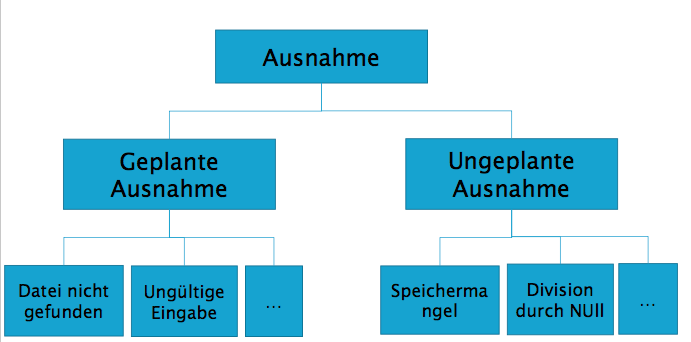 Ausnahme
Geplante
Ausnahme
Ungeplante
Ausnahme
Datei nicht
gefunden
Ungültige
Eingabe
...
Speicherma
ngel
Division
durch NUll
...